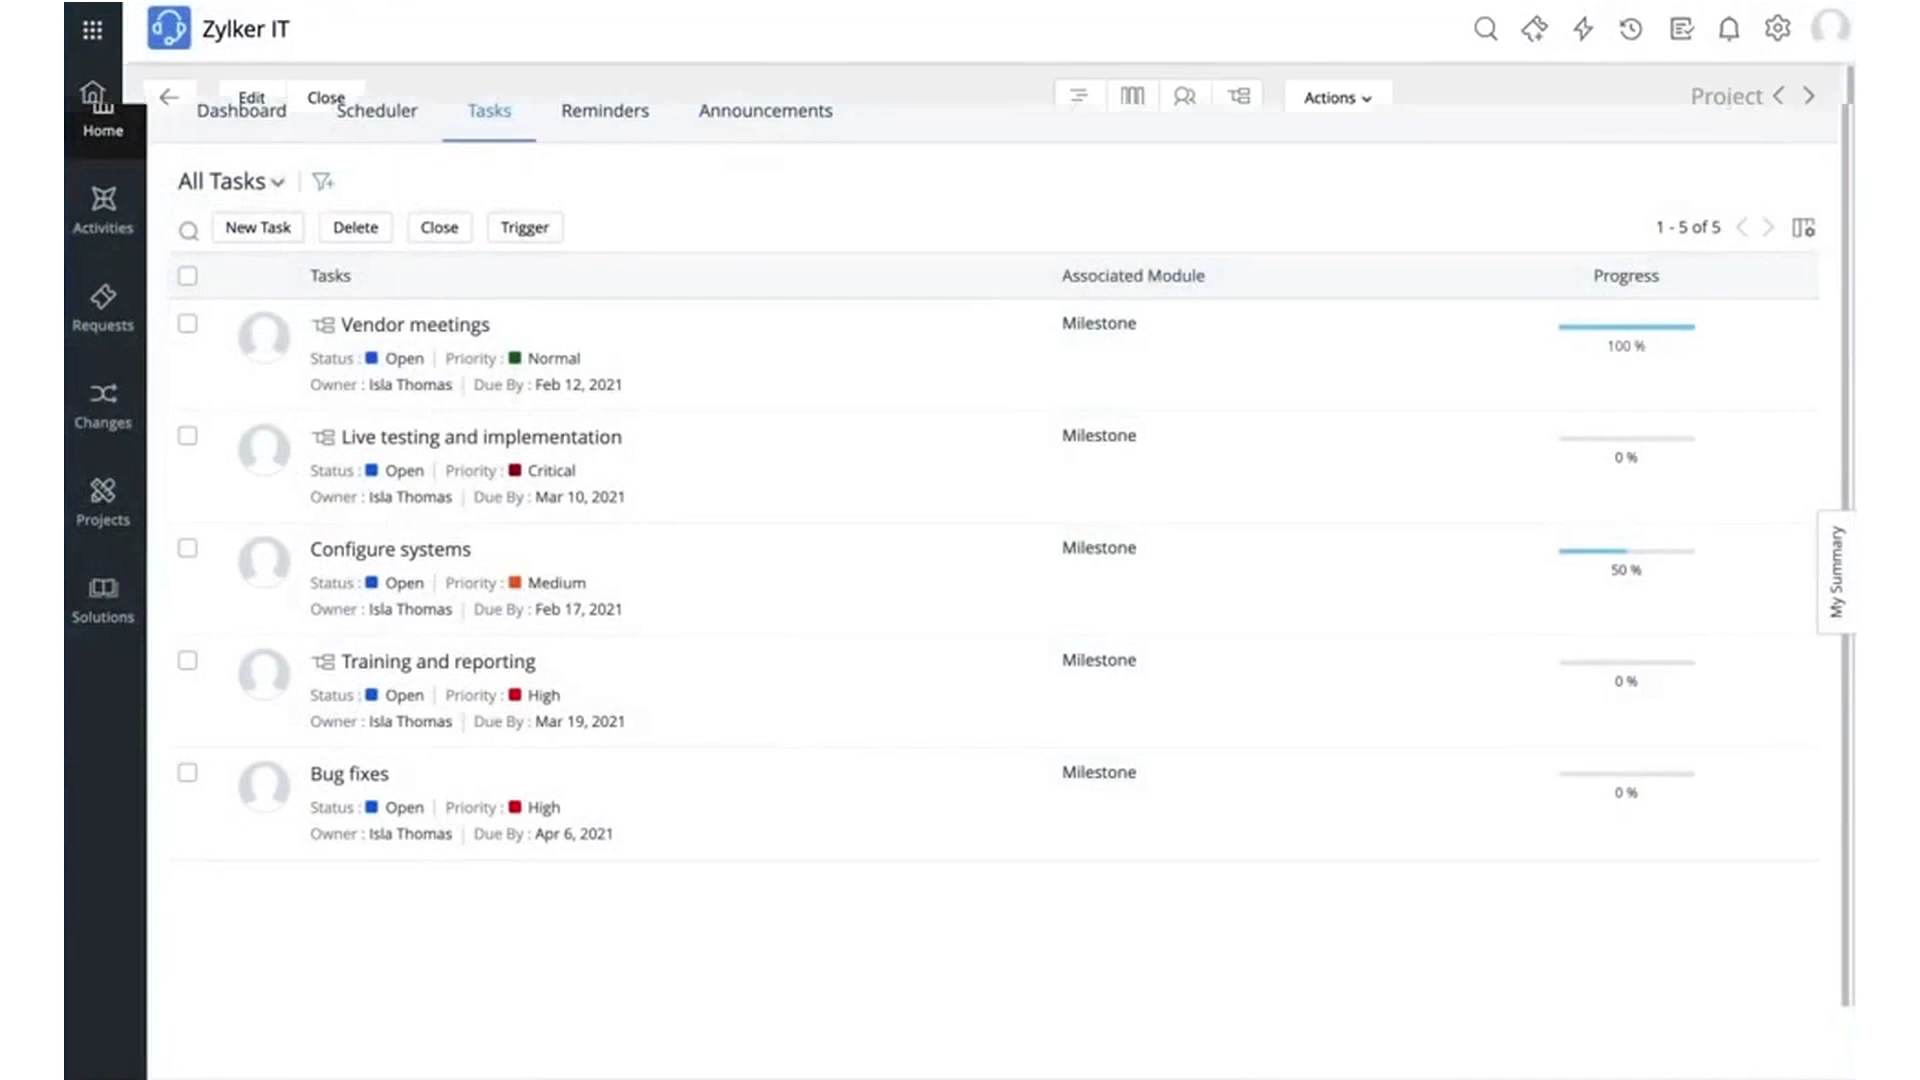 Zylker IT
Edit Close Actions Project
Home
Dashboard Scheduler Tasks Reminders Announcements
All Tasks
New Task Delete Close Trigger 1 - 5 of 5
Activities
Requests
Changes
Projects
Solutions
Tasks Associated Module Progress
Vendor meetings Milestone
Status : Open Priority : Normal 100 %
Owner : Isla Thomas Due By : Feb 12, 2021
Live testing and implementation Milestone
Status : Open Priority : Critical 0 %
Owner : Isla Thomas Due By : Mar 10, 2021
Configure systems Milestone
Status : Open Priority : Medium 50 %
Owner : Isla Thomas Due By : Feb 17, 2021
Training and reporting Milestone
Status : Open Priority : High 0 %
Owner : Isla Thomas Due By : Mar 19, 2021
Bug fixes Milestone
Status : Open Priority : High 0 %
Owner : Isla Thomas Due By : Apr 6, 2021
My Summary